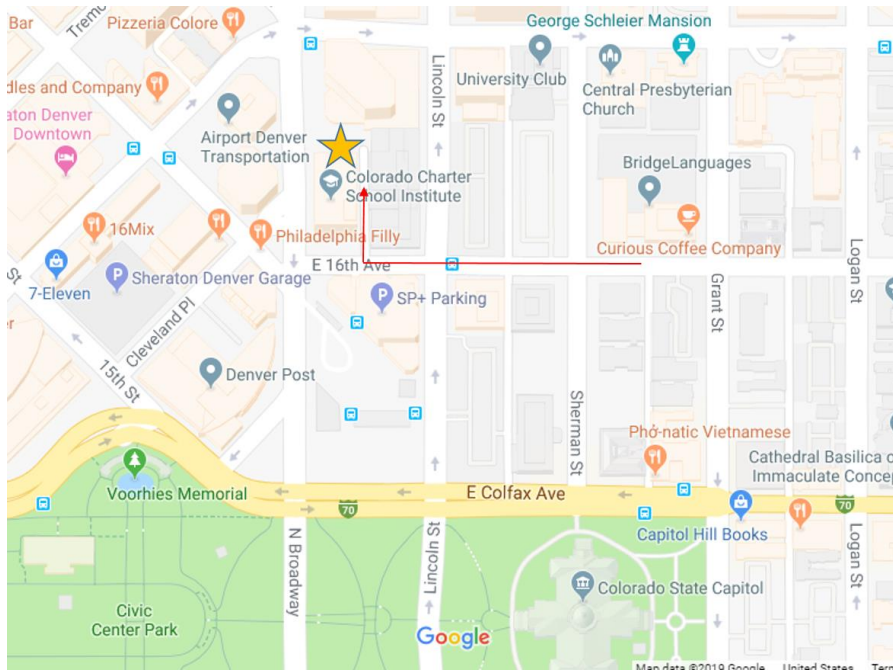 Bar
Tremo
Pizzeria Colore
George Schleier Mansion
Lincoln St
University Club
Central Presbyterian
Church
dles and Company
aton Denver
Downtown
Airport Denver
Transportation
Colorado Charter
School Institute
BridgeLanguages
16Mix
Philadelphia Filly
Curious Coffee Company
E 16th Ave
Logan St
7-Eleven
P
Sheraton Denver Garage
P
SP+ Parking
Grant St
St
er
Cleveland Pl
15th St
Denver Post
Sherman St
Phở-natic Vietnamese
Cathedral Basilica o
Immaculate Concep
Voorhies Memorial
E Colfax Ave
70
70
Capitol Hill Books
N Broadway
Lincoln St
Logan St
Colorado State Capitol
Civic
Center Park
Google
Map data ©2019 Google
United States
Term